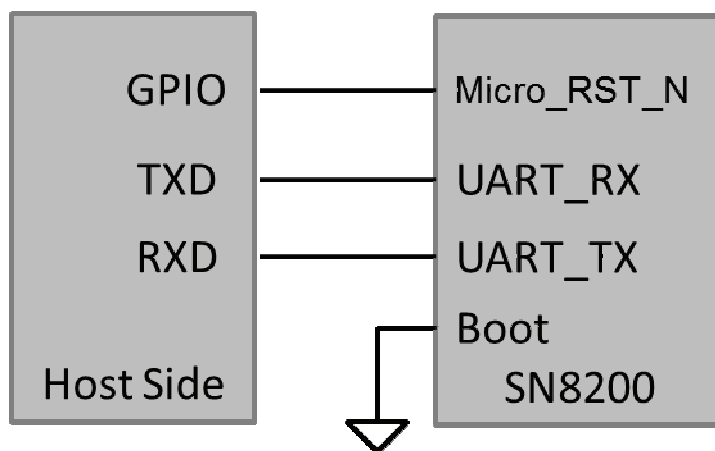 GPIO Micro_RST_N
TXD UART_RX
RXD UART_TX
Boot
Host Side SN8200